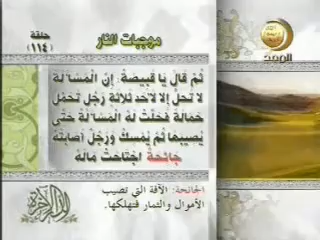 حلقة
(١١٤)
موجبات النار
المجد
ثم قال يا قبيصة: إن المسألة
لا تحل إلا لأحد ثلاثة رجل تحمل
حمالة فحلت له المسألة حتى
يصيبها ثم يمسك ورجل أصابته
جائحة اجتاحت ماله
الجائحة: الآفة التي تصيب
الأموال والثمار فتهلكها.